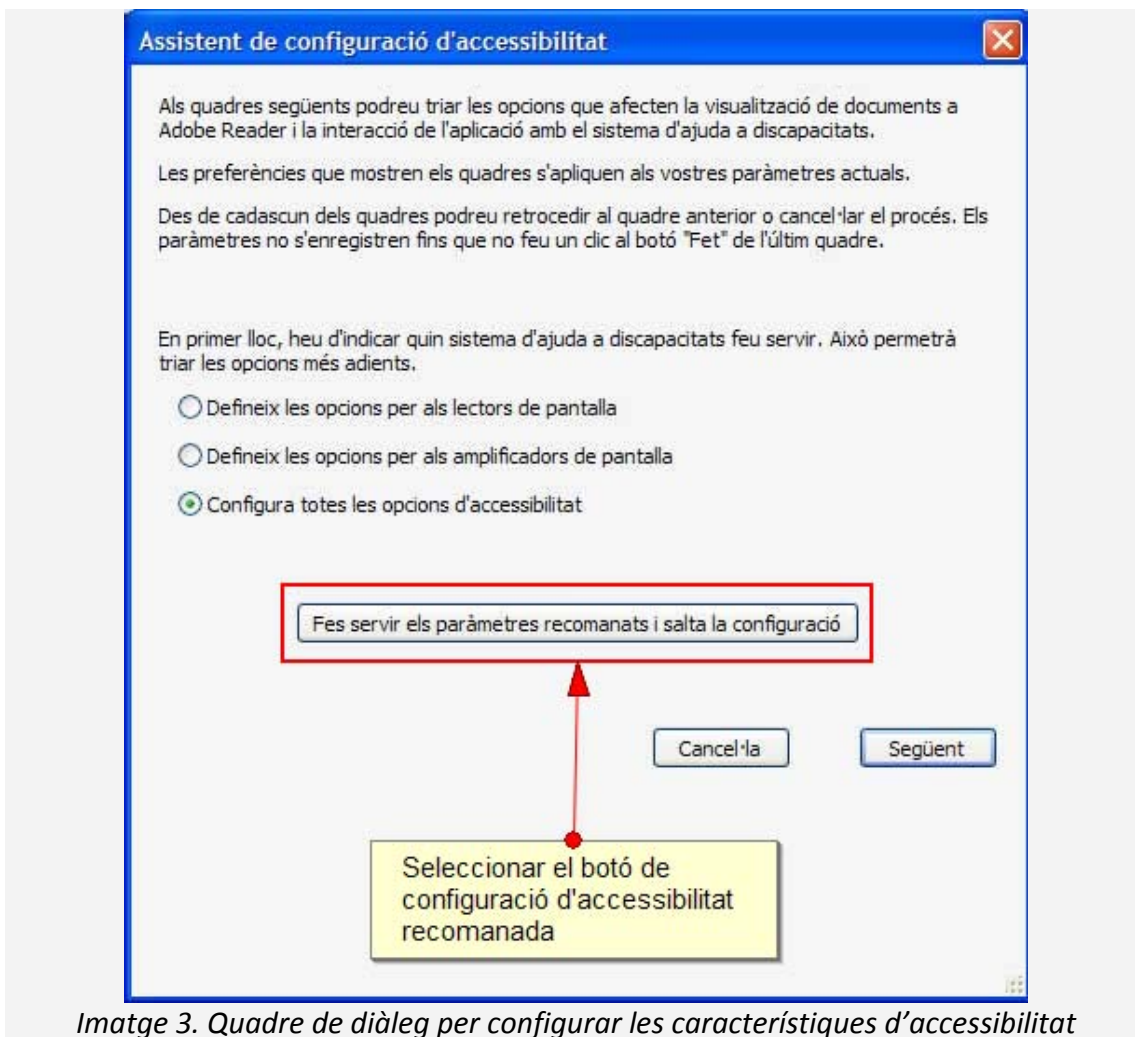 Assistent de configuració d'accessibilitat
Als quadres següents podreu triar les opcions que afecten la visualització de documents a
Adobe Reader i la interacció de l'aplicació amb el sistema d'ajuda a discapacitats.
Les preferències que mostren els quadres s'apliquen als vostres paràmetres actuals.
Des de cadascun dels quadres podreu retrocedir al quadre anterior o cancel·lar el procés. Els
paràmetres no s'enregistren fins que no feu un clic al botó "Fet" de l'últim quadre.
En primer lloc, heu d'indicar quin sistema d'ajuda a discapacitats feu servir. Això permetrà
triar les opcions més adients.
Defineix les opcions per als lectors de pantalla
Defineix les opcions per als amplificadors de pantalla
Configura totes les opcions d'accessibilitat
Fes servir els paràmetres recomanats i salta la configuració
Cancel·la
Següent
Seleccionar el botó de
configuració d'accessibilitat
recomanada
Imatge 3. Quadre de diàleg per configurar les característiques d’accessibilitat